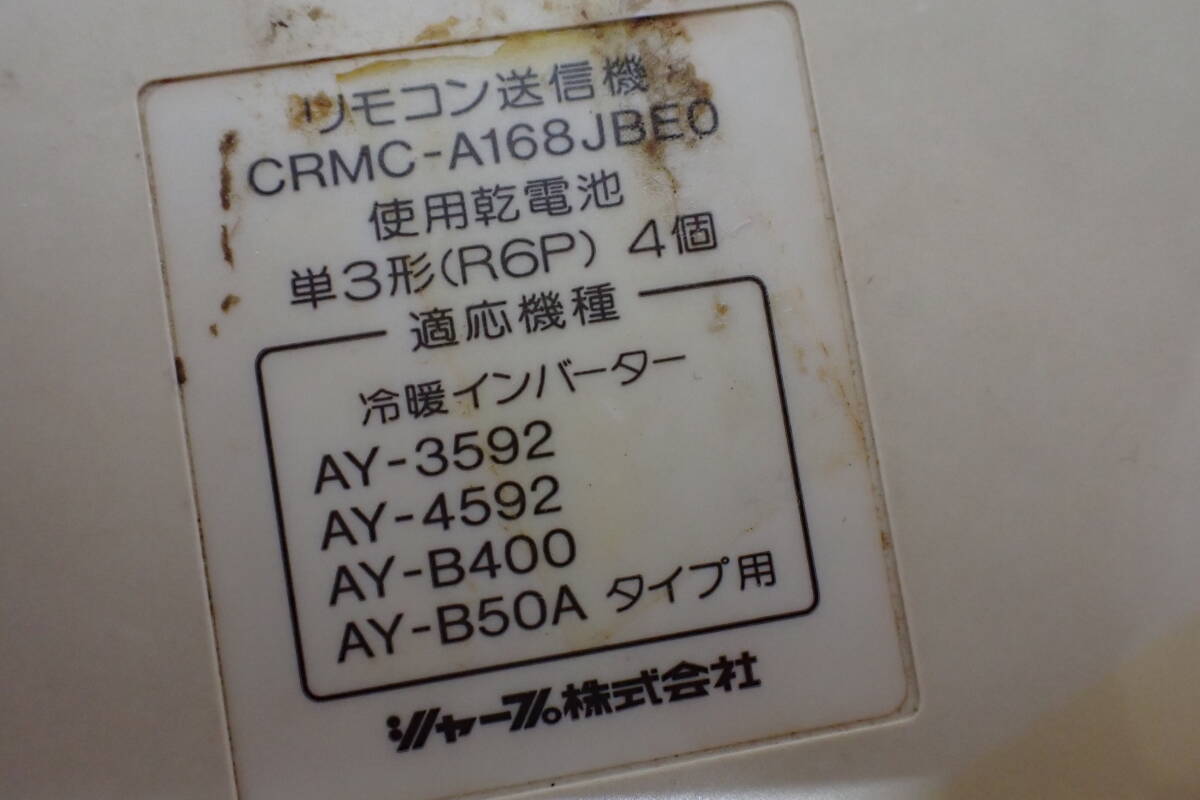 リモコン送信機
CRMC-A168JBE0
使用乾電池
単3形(R6P) 4個
適応機種
冷暖インバーター
AY-3592
AY-4592
AY-B400
AY-B50A タイプ用
シャープ株式会社